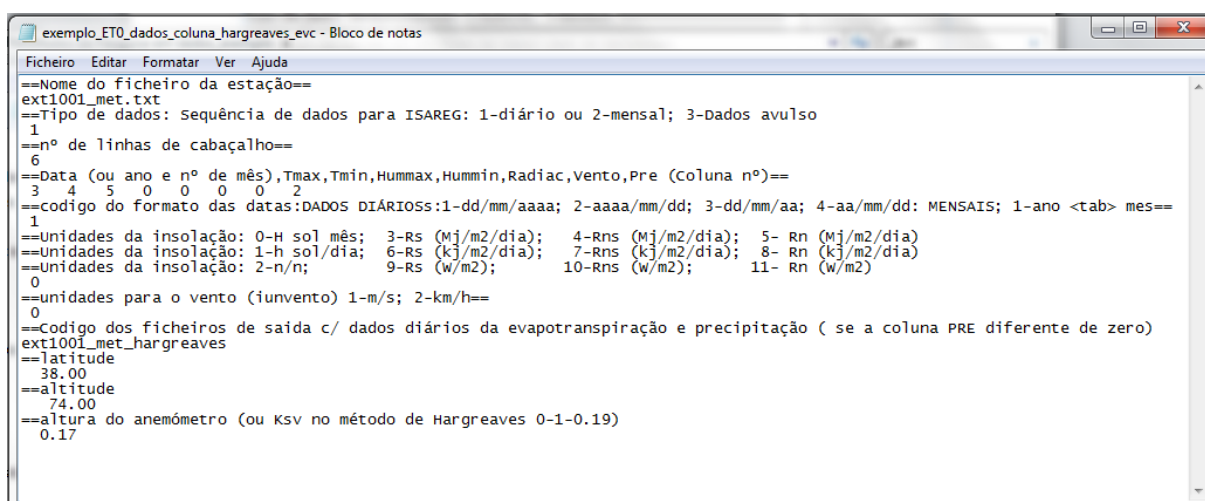 exemplo_ET0_dados_coluna_hargreaves_evc - Bloco de notas
Ficheiro Editar Formatar Ver Ajuda
==Nome do ficheiro da estação==
ext1001_met.txt
==Tipo de dados: Sequência de dados para ISAREG: 1-diário ou 2-mensal; 3-Dados avulso
1
==nº de linhas de cabaçalho==
6
==Data (ou ano e nº de mês),Tmax,Tmin,Hummax,Hummin,Radiac,Vento,Pre (Coluna nº)==
3 4 5 0 0 0 0 2
==codigo do formato das datas:DADOS DIÁRIOSs:1-dd/mm/aaaa; 2-aaaa/mm/dd; 3-dd/mm/aa; 4-aa/mm/dd: MENSAIS; 1-ano <tab> mes==
1
==Unidades da insolação: 0-H sol mês; 3-Rs (Mj/m2/dia); 4-Rns (Mj/m2/dia); 5- Rn (Mj/m2/dia)
==Unidades da insolação: 1-h sol/dia; 6-Rs (kj/m2/dia); 7-Rns (kj/m2/dia); 8- Rn (kj/m2/dia)
==Unidades da insolação: 2-n/n; 9-Rs (w/m2); 10-Rns (w/m2); 11- Rn (w/m2)
0
==unidades para o vento (iunvento) 1-m/s; 2-km/h==
0
==Codigo dos ficheiros de saida c/ dados diários da evapotranspiração e precipitação ( se a coluna PRE diferente de zero)
ext1001_met_hargreaves
==latitude
38.00
==altitude
74.00
==altura do anemómetro (ou Ksv no método de Hargreaves 0-1-0.19)
0.17